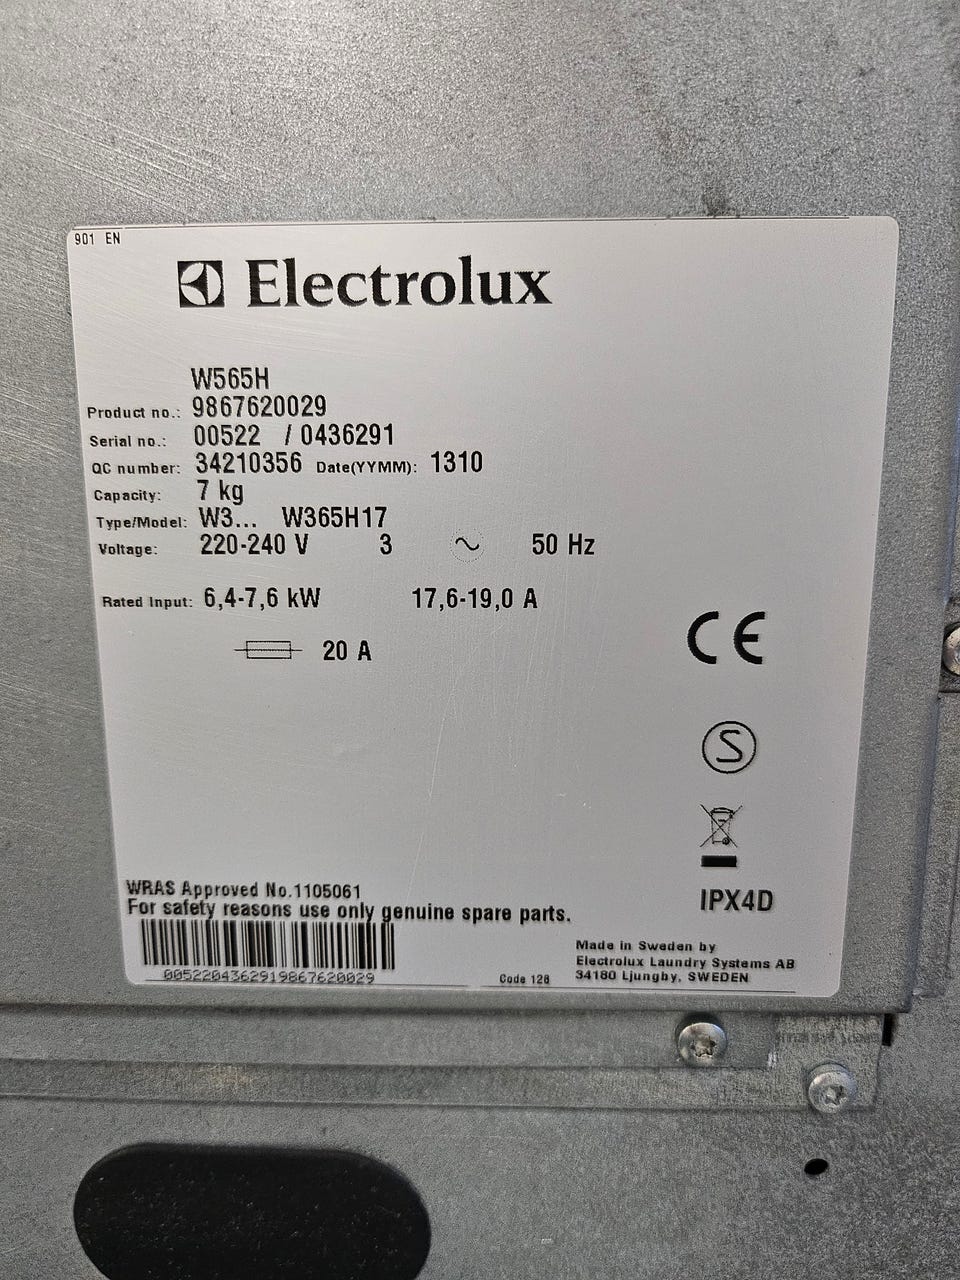 901 EN
Electrolux
W565H
Product no.: 9867620029
Serial no.: 00522 / 0436291
QC number: 34210356 Date(YYMM): 1310
Capacity: 7 kg
Type/Model: W3... W365H17
Voltage: 220-240 V 3 ~ 50 Hz
Rated Input: 6,4-7,6 kW 17,6-19,0 A
20 A
CE
S
WRAS Approved No.1105061
For safety reasons use only genuine spare parts.
IPX4D
0052204362919867620029
Code 128
Made in Sweden by
Electrolux Laundry Systems AB
34180 Ljungby, SWEDEN